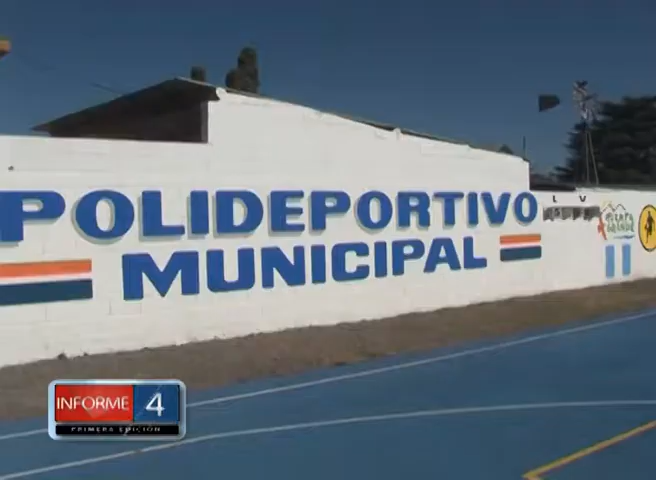 POLIDEPORTIVO
MUNICIPAL
INFORME 4
PRIMERA EDICIÓN